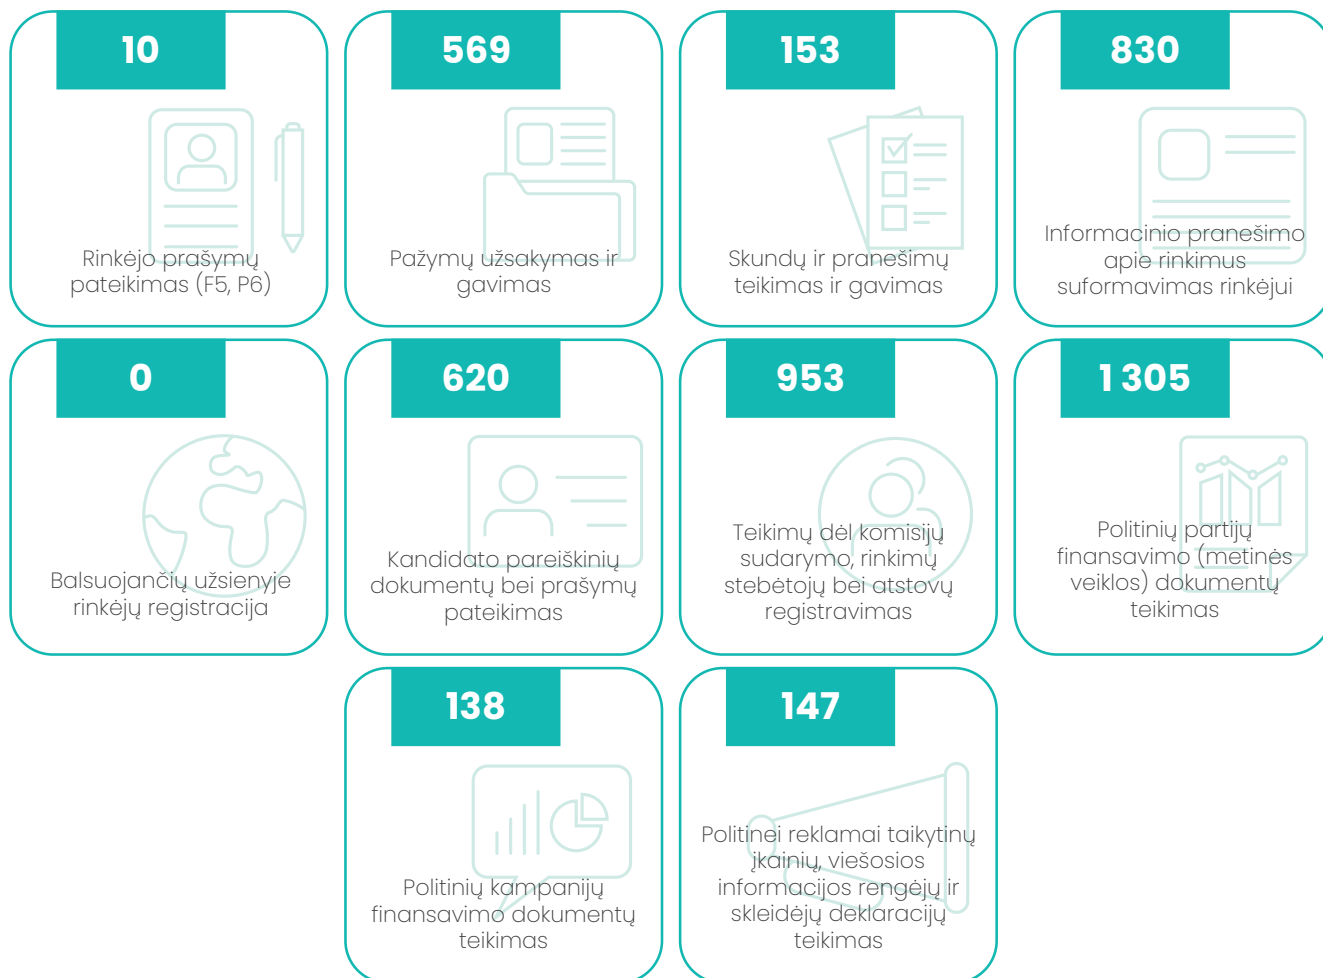 10
Rinkėjo prašymų
pateikimas (F5, P6)
569
Pažymų užsakymas ir
gavimas
153
Skundų ir pranešimų
teikimas ir gavimas
830
Informacinio pranešimo
apie rinkimus
suformavimas rinkėjui
0
Balsuojančių užsienyje
rinkėjų registracija
620
Kandidato pareiškinių
dokumentų bei prašymų
pateikimas
953
Teikimų dėl komisijų
sudarymo, rinkimų
stebėtojų bei atstovų
registravimas
1 305
Politinių partijų
finansavimo (metinės
veiklos) dokumentų
teikimas
138
Politinių kampanijų
finansavimo dokumentų
teikimas
147
Politinei reklamai taikytinų
įkainių, viešosios
informacijos rengėjų ir
skleidėjų deklaracijų
teikimas